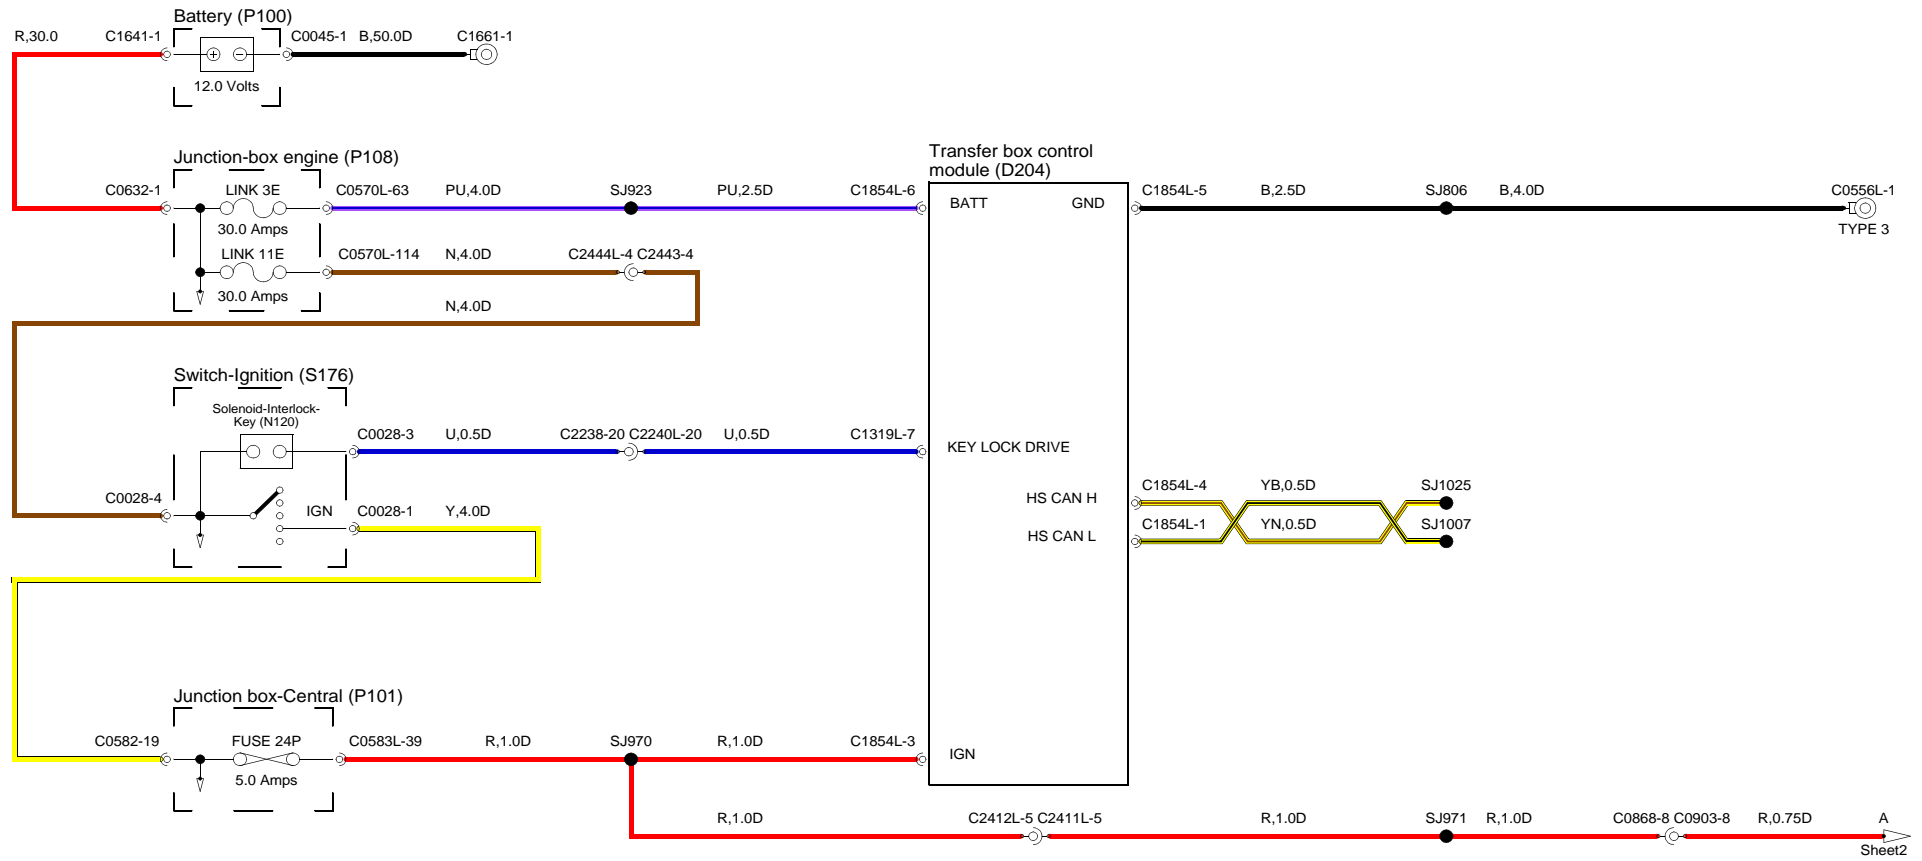 Battery (P100)
R,30.0
C1641-1
C0045-1
B,50.0D
C1661-1
12.0 Volts
Junction-box engine (P108)
C0632-1
LINK 3E
30.0 Amps
C0570L-63
PU,4.0D
SJ923
PU,2.5D
C1854L-6
LINK 11E
30.0 Amps
C0570L-114
N,4.0D
C2444L-4
C2443-4
N,4.0D
Transfer box control
module (D204)
BATT
GND
C1854L-5
B,2.5D
SJ806
B,4.0D
C0556L-1
TYPE 3
Switch-Ignition (S176)
Solenoid-Interlock-
Key (N120)
C0028-3
U,0.5D
C2238-20
C2240L-20
U,0.5D
C1319L-7
KEY LOCK DRIVE
C0028-4
IGN
C0028-1
Y,4.0D
HS CAN H
C1854L-4
YB,0.5D
SJ1025
HS CAN L
C1854L-1
YN,0.5D
SJ1007
Junction box-Central (P101)
C0582-19
FUSE 24P
5.0 Amps
C0583L-39
R,1.0D
SJ970
R,1.0D
C1854L-3
IGN
R,1.0D
C2412L-5
C2411L-5
R,1.0D
SJ971
R,1.0D
C0868-8
C0903-8
R,0.75D
A
Sheet2